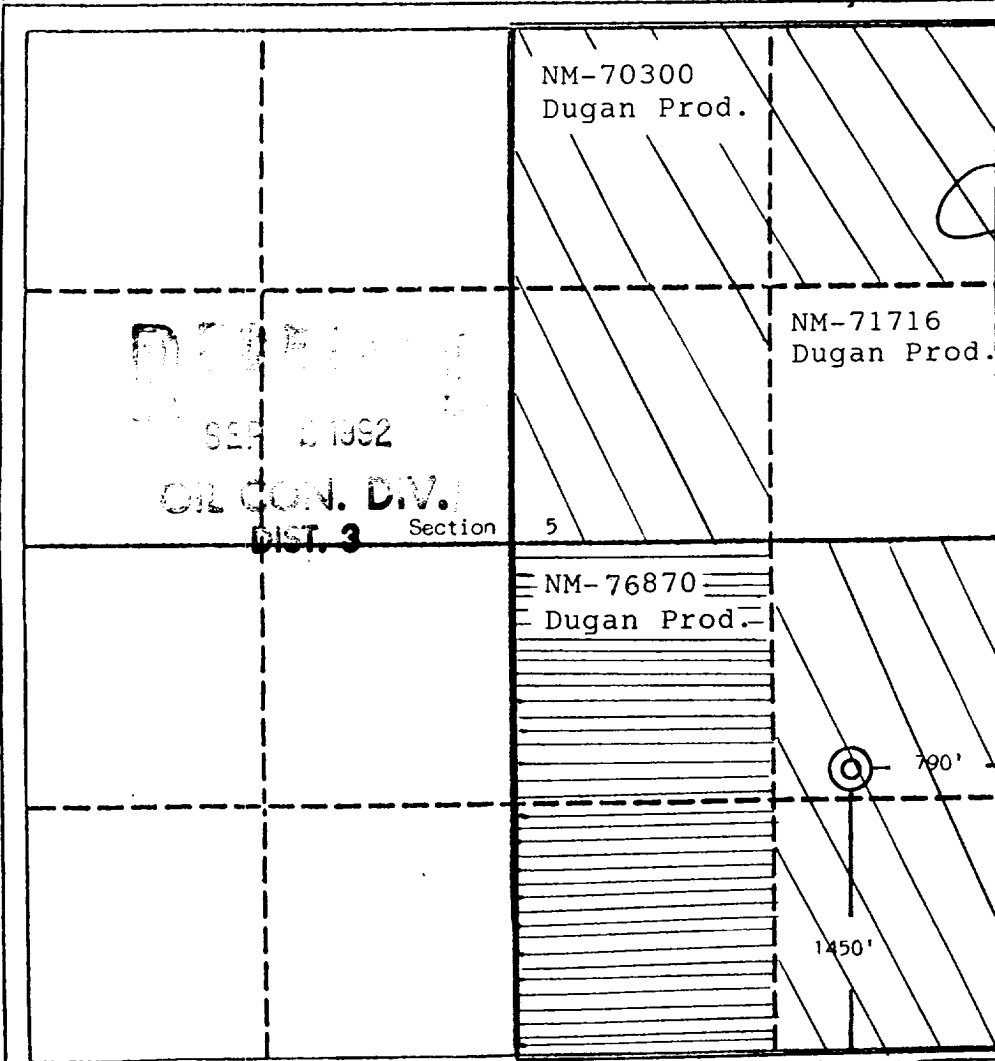 NM-70300
Dugan Prod.
NM-71716
Dugan Prod.
SEP 1992
OIL CON. DIV.
DIST. 3
Section 5
NM-76870
Dugan Prod.
790'
1450'